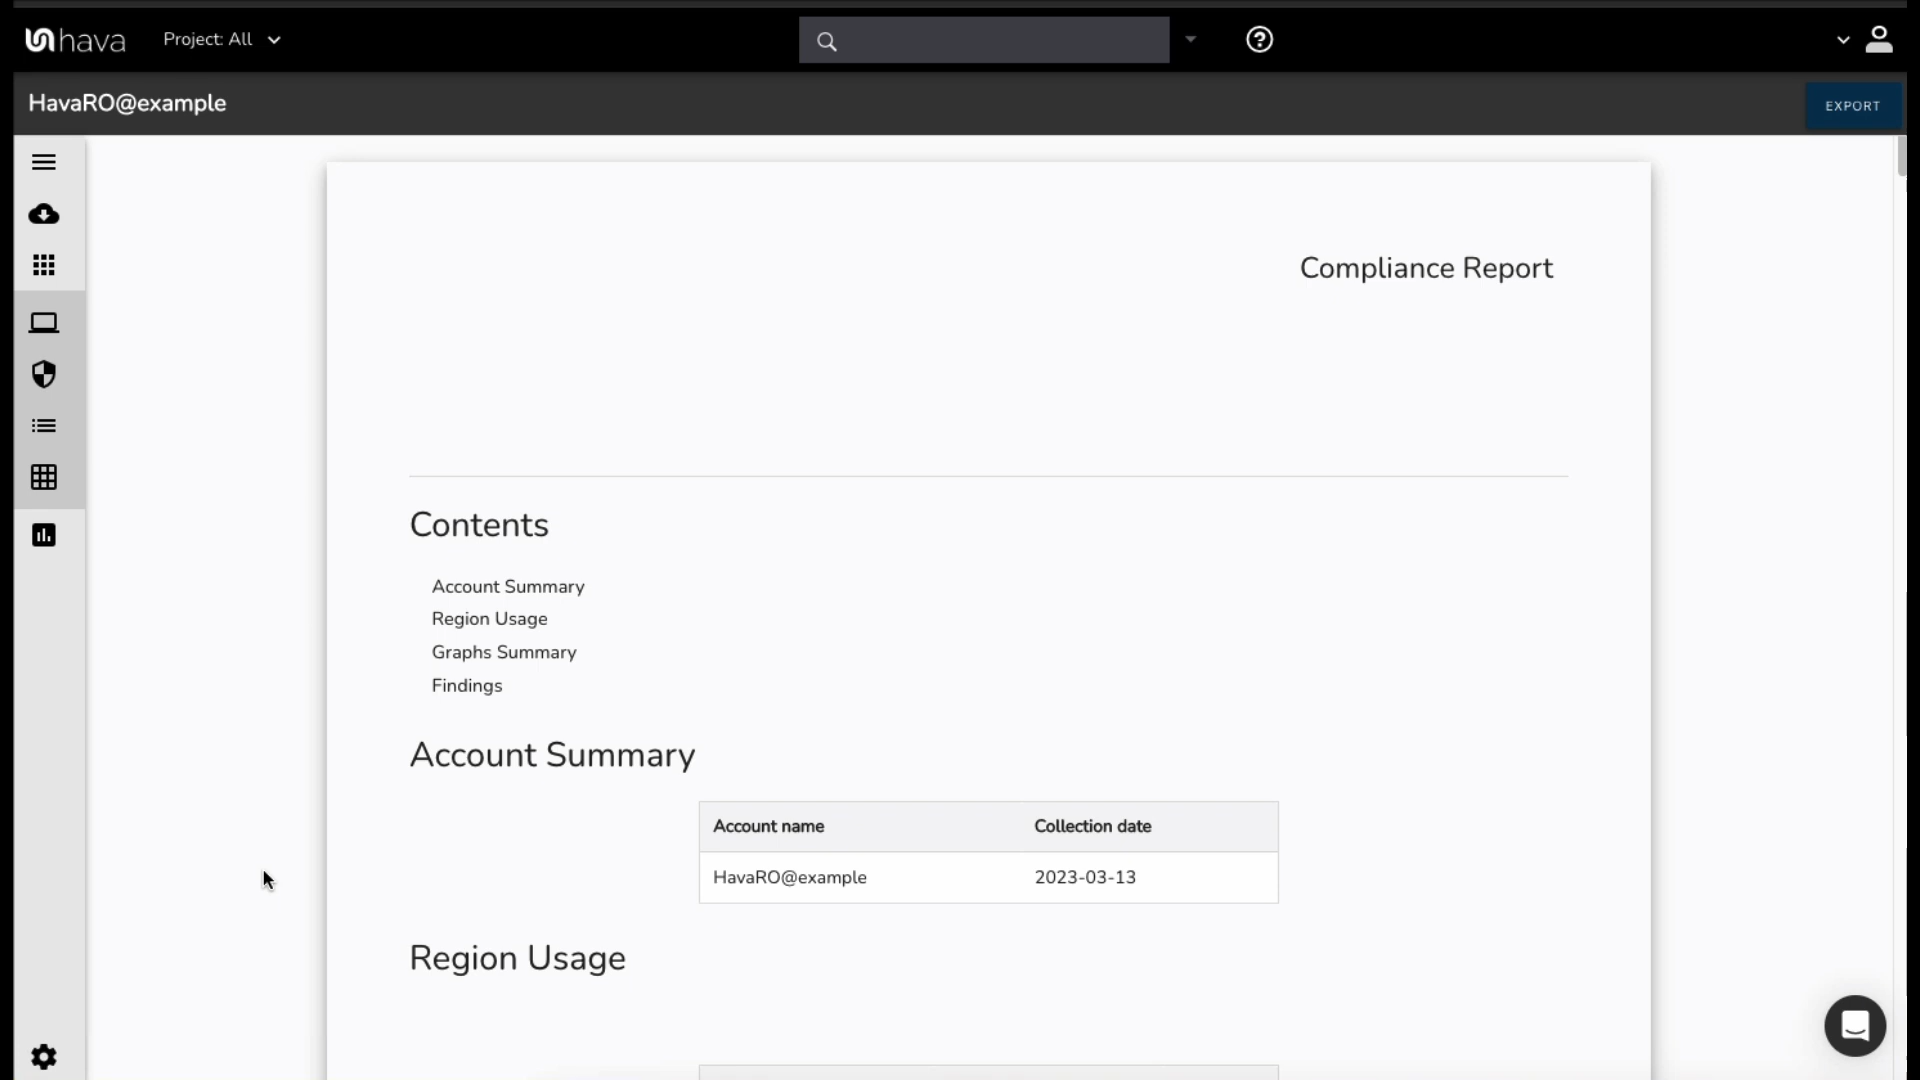 hava
Project: All
HavaRO@example
EXPORT
Compliance Report
Contents
Account Summary
Region Usage
Graphs Summary
Findings
Account Summary
Account name Collection date
HavaRO@example 2023-03-13
Region Usage